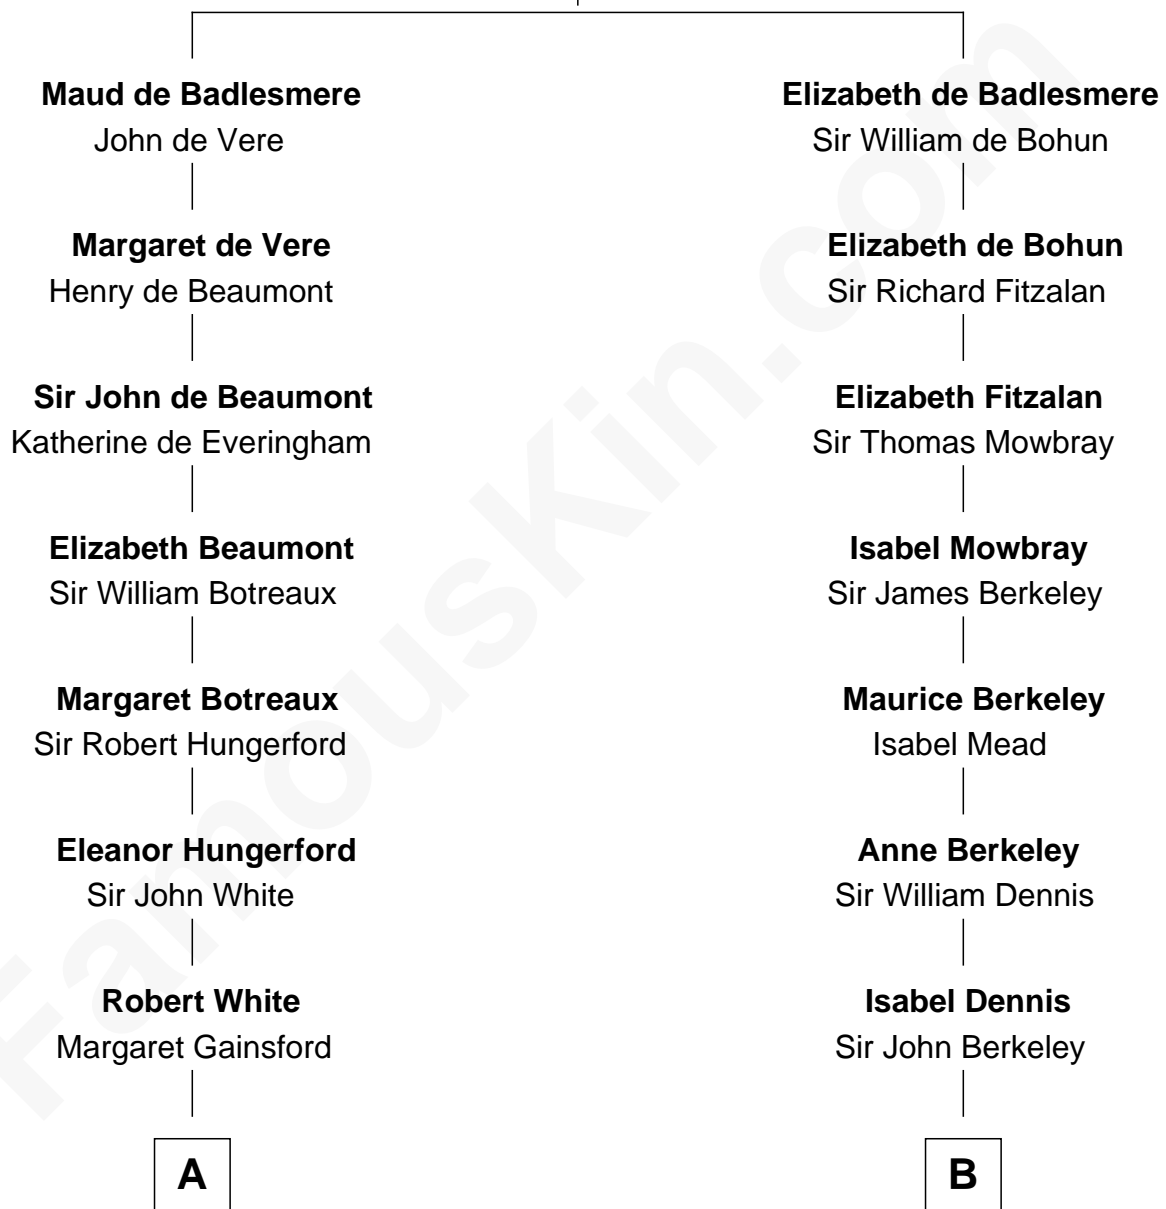 Maud de Badlesmere
John de Vere
Margaret de Vere
Henry de Beaumont
Sir John de Beaumont
Katherine de Everingham
Elizabeth Beaumont
Sir William Botreaux
Margaret Botreaux
Sir Robert Hungerford
Eleanor Hungerford
Sir John White
Robert White
Margaret Gainsford
A
Elizabeth de Badlesmere
Sir William de Bohun
Elizabeth de Bohun
Sir Richard Fitzalan
Elizabeth Fitzalan
Sir Thomas Mowbray
Isabel Mowbray
Sir James Berkeley
Maurice Berkeley
Isabel Mead
Anne Berkeley
Sir William Dennis
Isabel Dennis
Sir John Berkeley
B
FamousKin.com